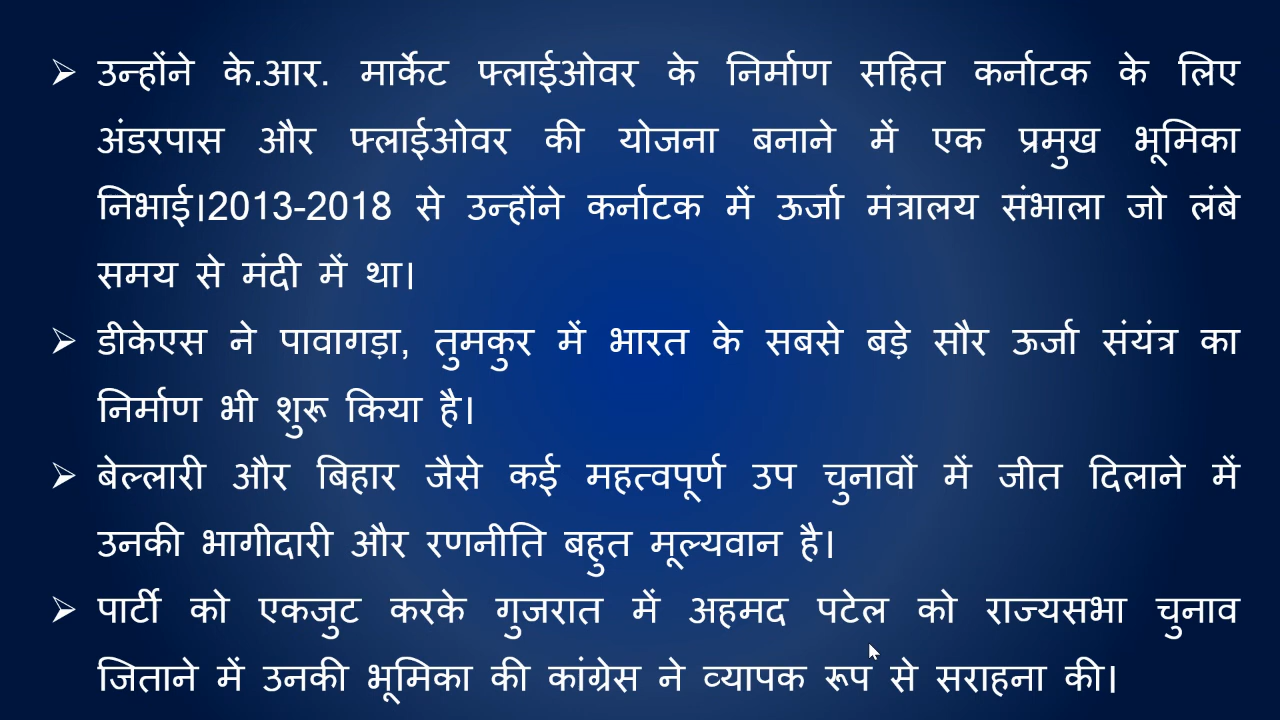 ➢ उन्होंने के.आर. मार्केट फ्लाईओवर के निर्माण सहित कर्नाटक के लिए
अंडरपास और फ्लाईओवर की योजना बनाने में एक प्रमुख भूमिका
निभाई।2013-2018 से उन्होंने कर्नाटक में ऊर्जा मंत्रालय संभाला जो लंबे
समय से मंदी में था।
➢ डीकेएस ने पावागड़ा, तुमकुर में भारत के सबसे बड़े सौर ऊर्जा संयंत्र का
निर्माण भी शुरू किया है।
➢ बेल्लारी और बिहार जैसे कई महत्वपूर्ण उप चुनावों में जीत दिलाने में
उनकी भागीदारी और रणनीति बहुत मूल्यवान है।
➢ पार्टी को एकजुट करके गुजरात में अहमद पटेल को राज्यसभा चुनाव
जिताने में उनकी भूमिका की कांग्रेस ने व्यापक रूप से सराहना की।